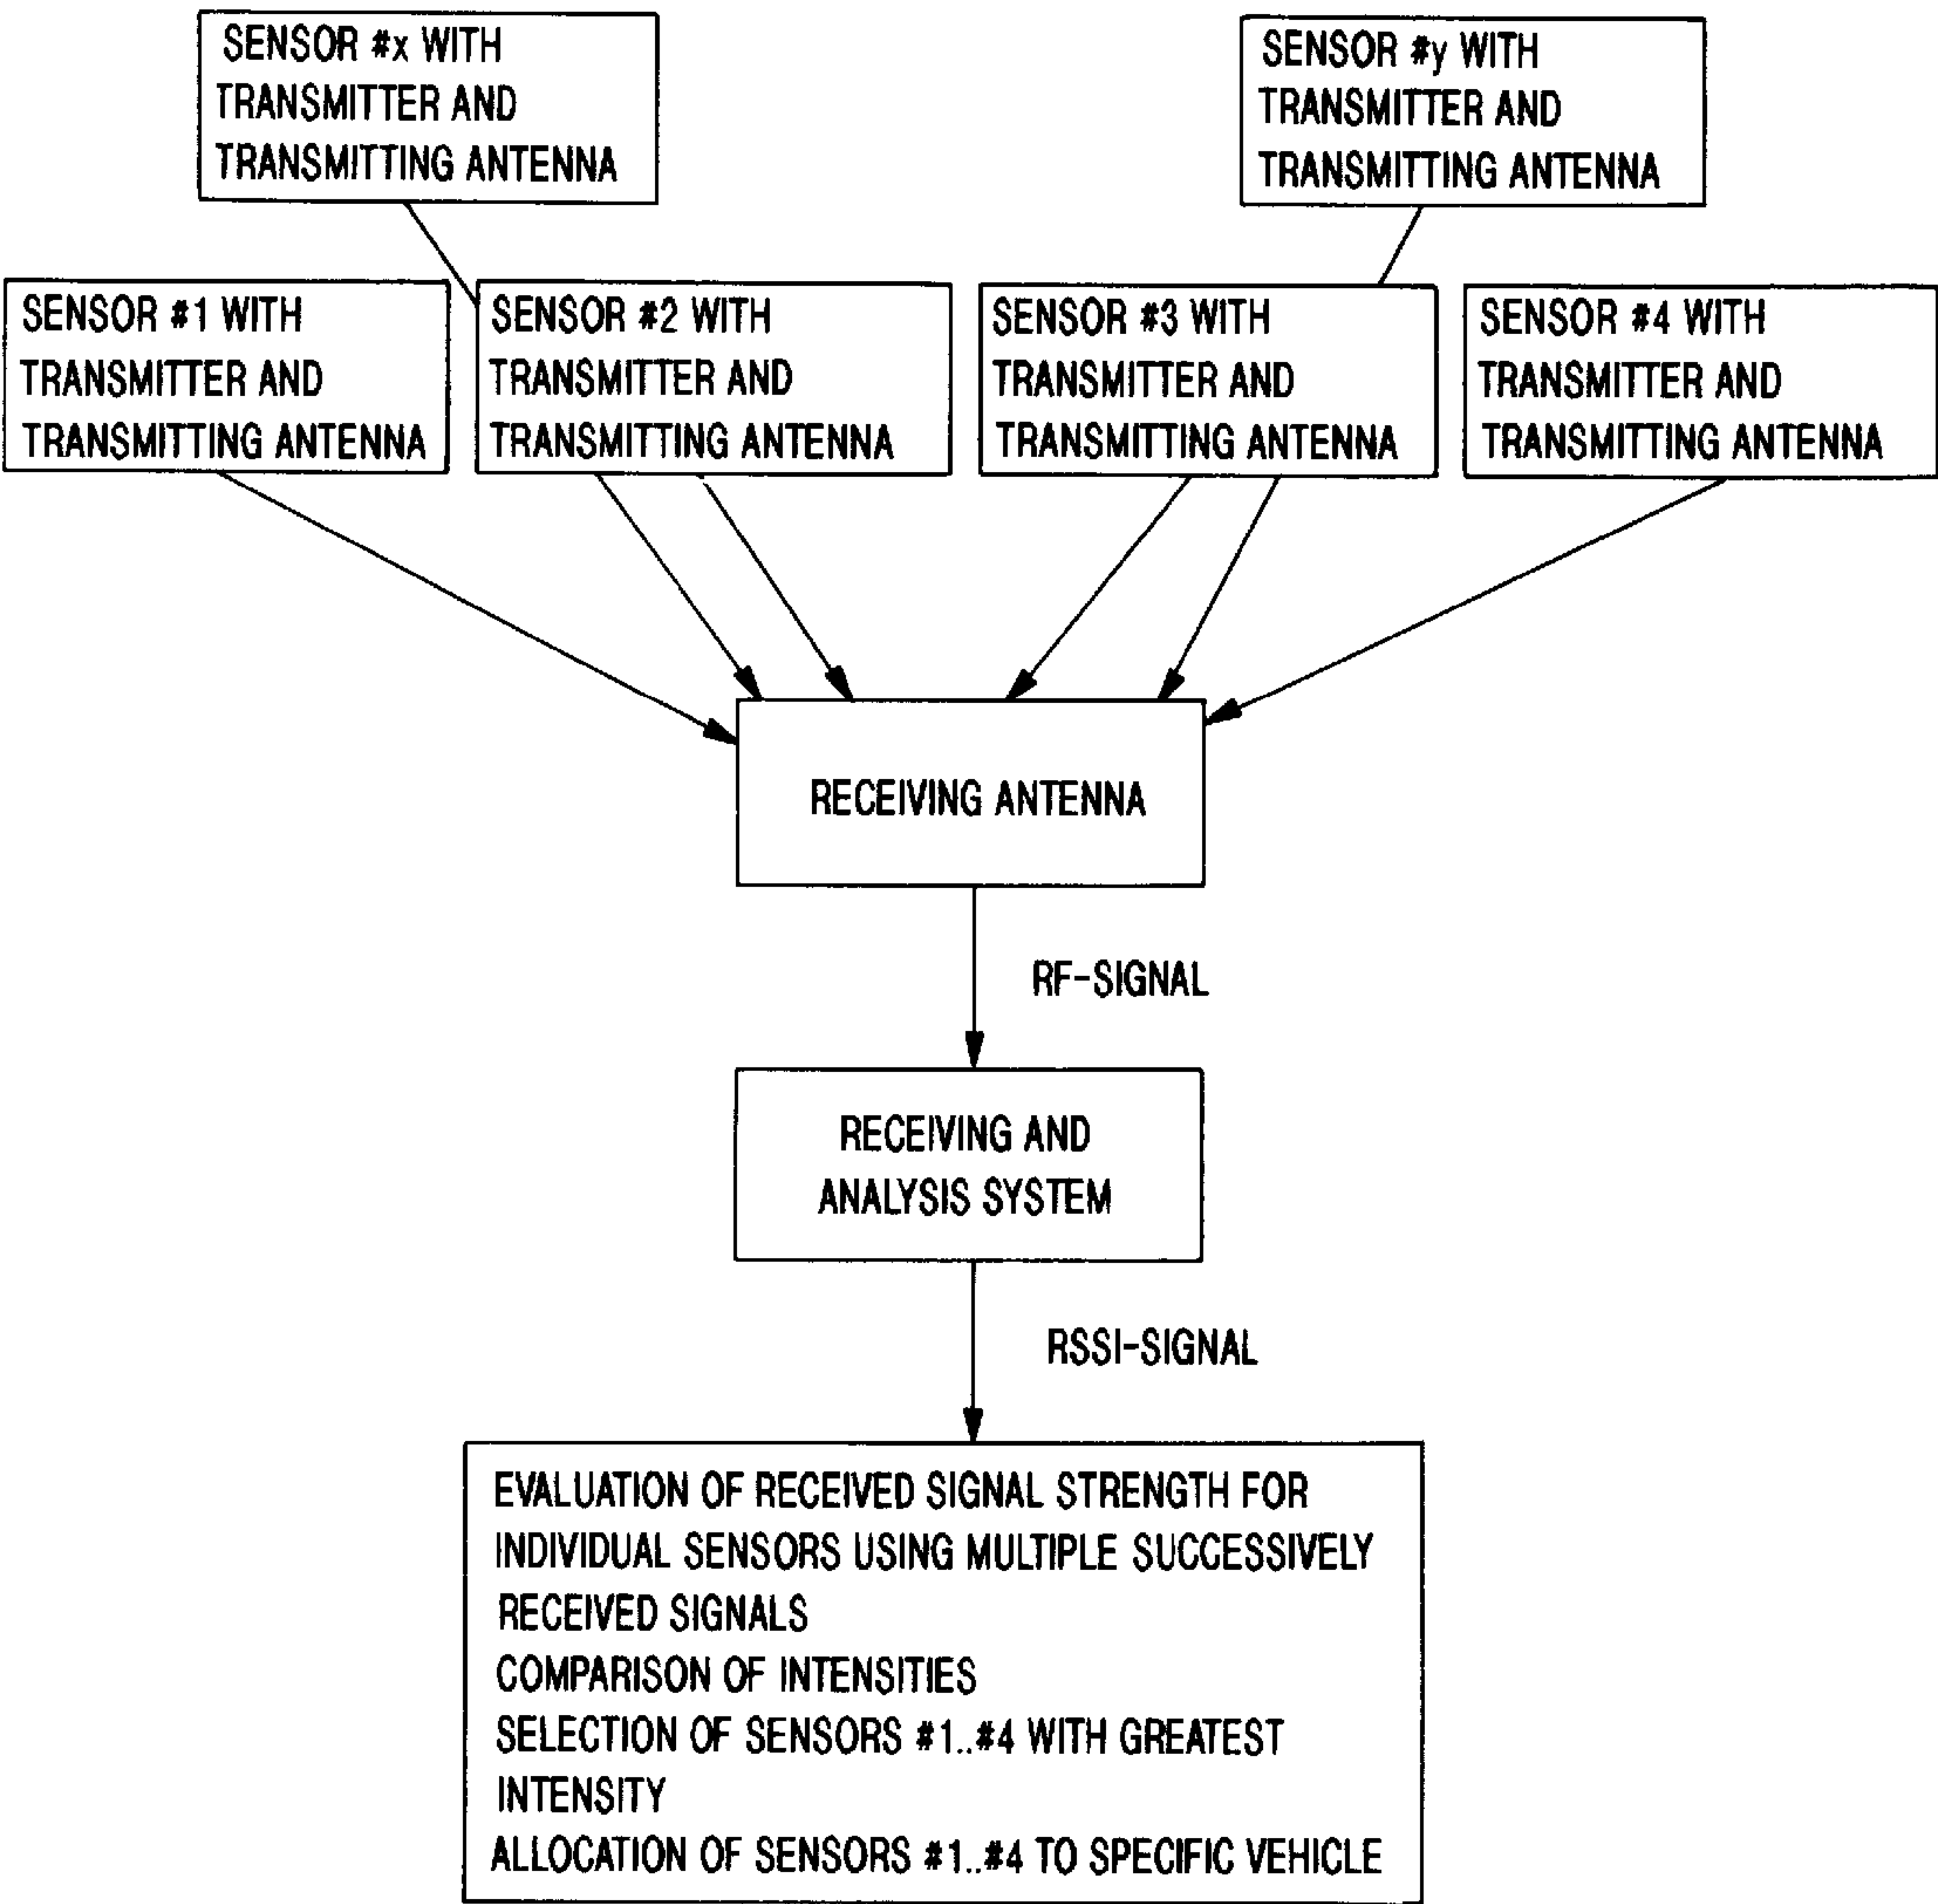 SENSOR #x WITH
TRANSMITTER AND
TRANSMITTING ANTENNA
SENSOR #y WITH
TRANSMITTER AND
TRANSMITTING ANTENNA
SENSOR #1 WITH
TRANSMITTER AND
TRANSMITTING ANTENNA
SENSOR #2 WITH
TRANSMITTER AND
TRANSMITTING ANTENNA
SENSOR #3 WITH
TRANSMITTER AND
TRANSMITTING ANTENNA
SENSOR #4 WITH
TRANSMITTER AND
TRANSMITTING ANTENNA
RECEIVING ANTENNA
RF-SIGNAL
RECEIVING AND
ANALYSIS SYSTEM
RSSI-SIGNAL
EVALUATION OF RECEIVED SIGNAL STRENGTH FOR
INDIVIDUAL SENSORS USING MULTIPLE SUCCESSIVELY
RECEIVED SIGNALS
COMPARISON OF INTENSITIES
SELECTION OF SENSORS #1..#4 WITH GREATEST
INTENSITY
ALLOCATION OF SENSORS #1..#4 TO SPECIFIC VEHICLE